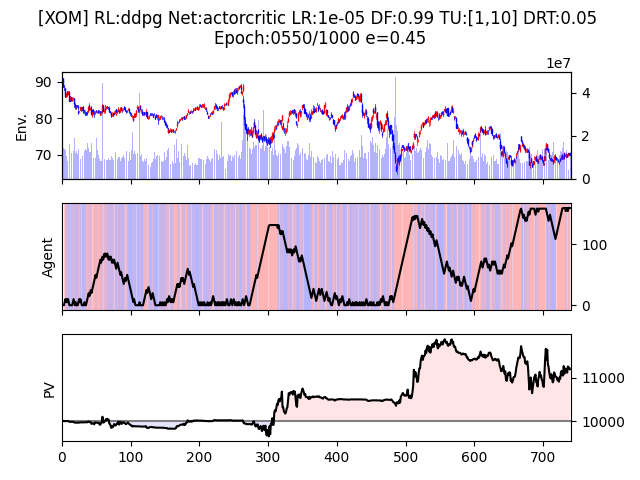 [XOM] RL:ddpg Net:actorcritic LR:1e-05 DF:0.99 TU:[1,10] DRT:0.05
Epoch:0550/1000 e=0.45
1e7
Env.
90
80
70
4
2
0
Agent
100
0
PV
11000
10000
0 100 200 300 400 500 600 700